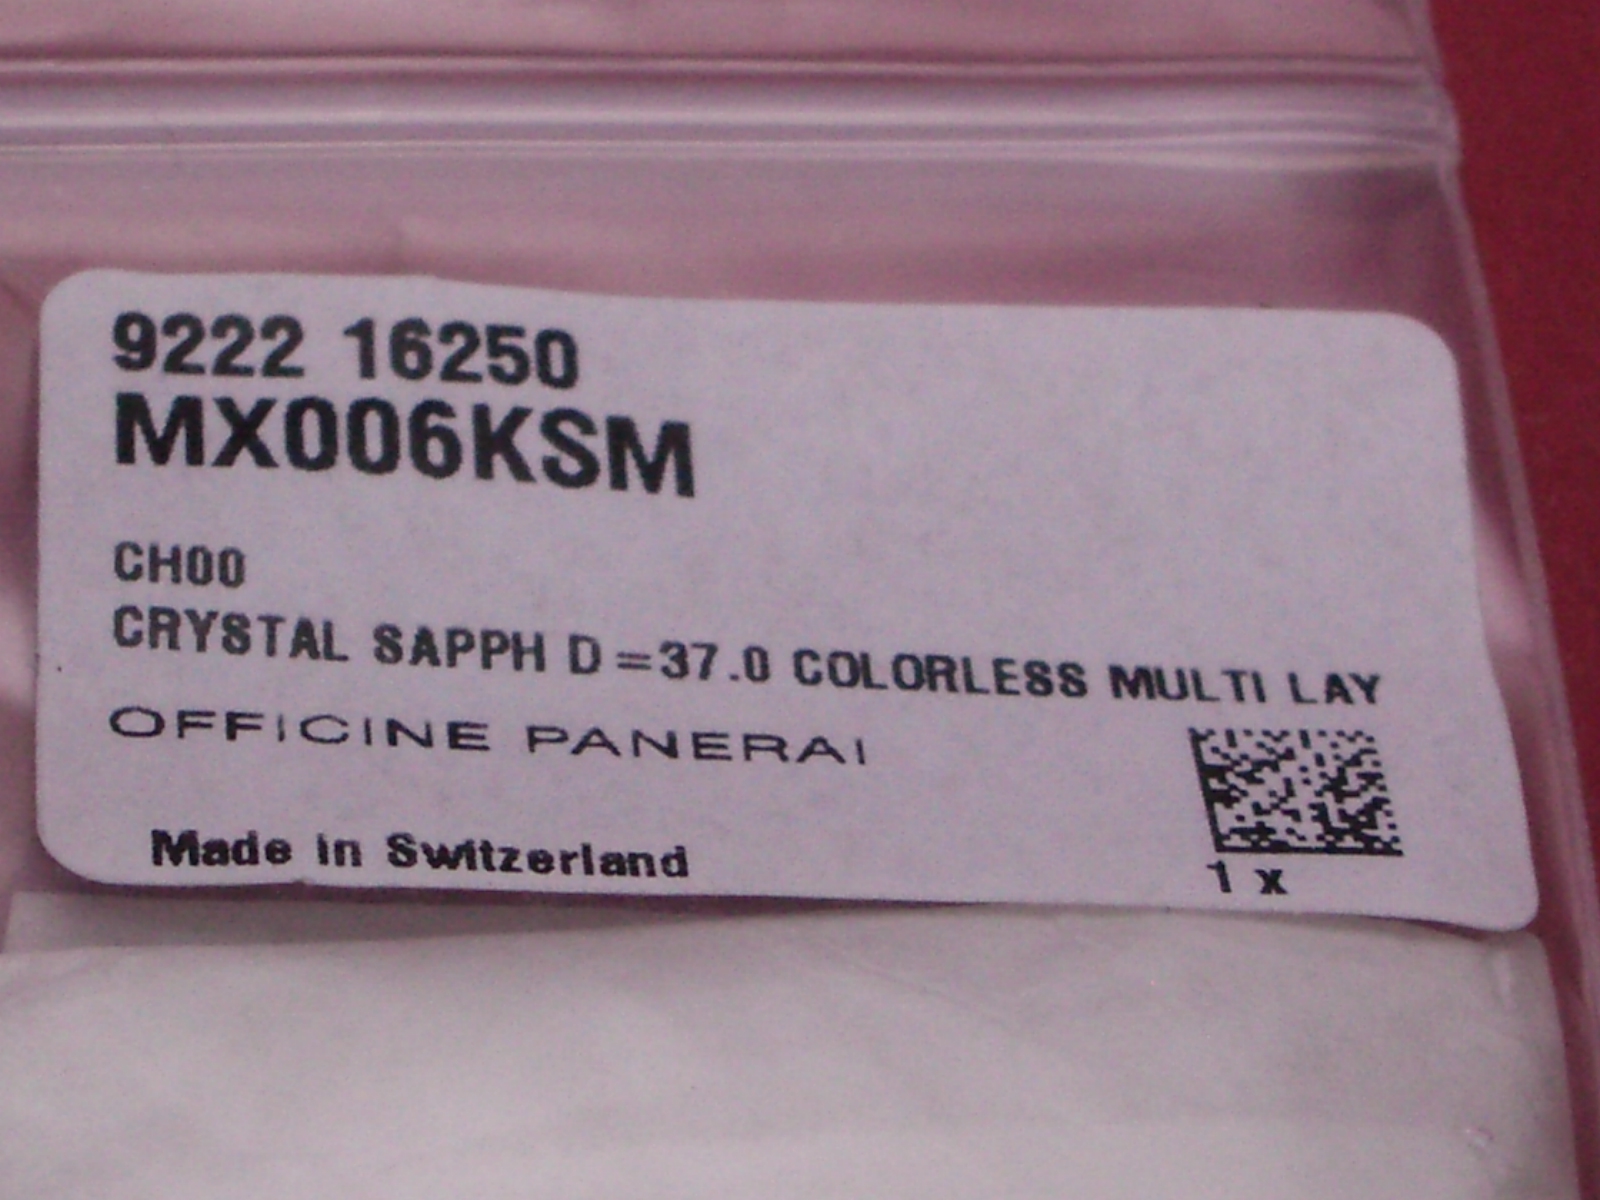 9222 16250
MX006KSM
CH00
CRYSTAL SAPPH D=37.0 COLORLESS MULTI LAY
OFFICINE PANERAI
Made in Switzerland
1 x